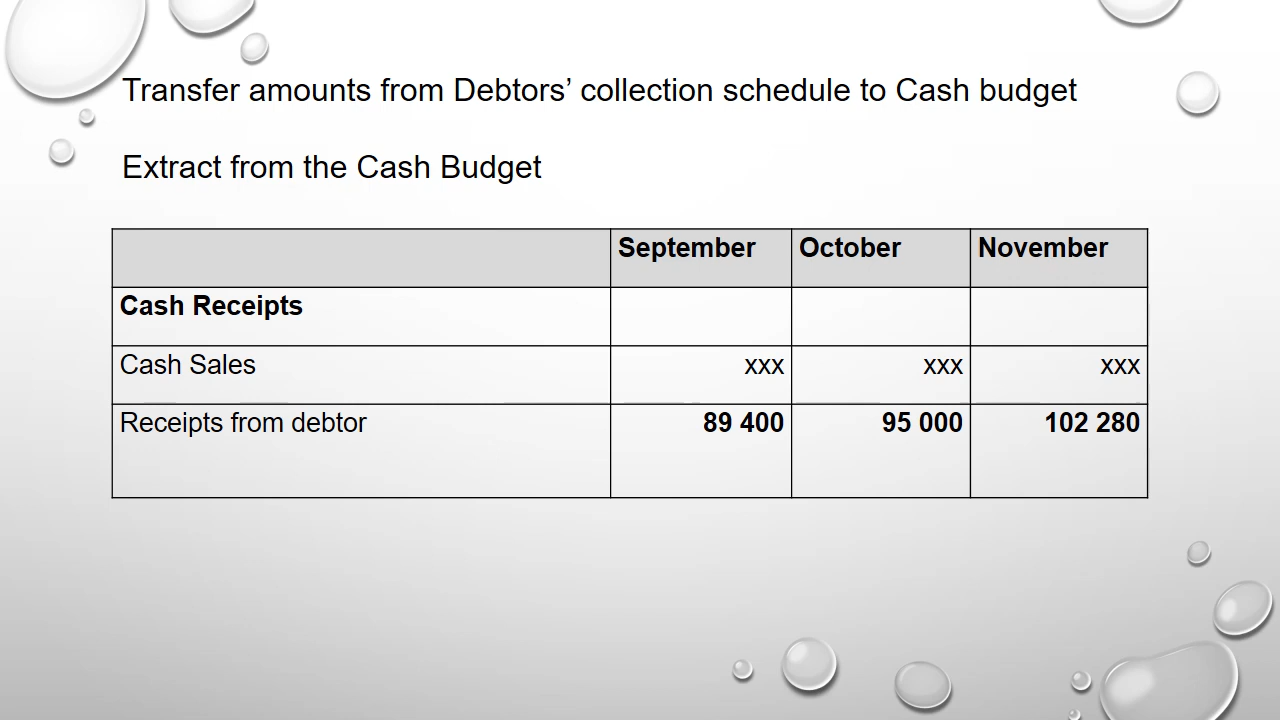 Transfer amounts from Debtors’ collection schedule to Cash budget
Extract from the Cash Budget
September October November
Cash Receipts
Cash Sales xxx xxx xxx
Receipts from debtor 89 400 95 000 102 280